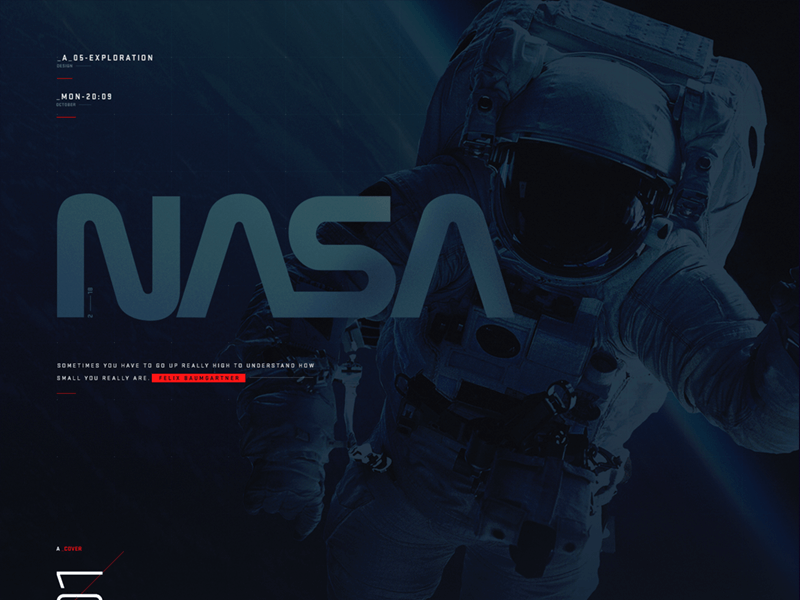 _A_05-EXPLORATION
DESIGN
_MON-20:09
OCTOBER
NASA
SOMETIMES YOU HAVE TO GO UP REALLY HIGH TO UNDERSTAND HOW
SMALL YOU REALLY ARE. FELIX BAUMGARTNER
A COVER
01